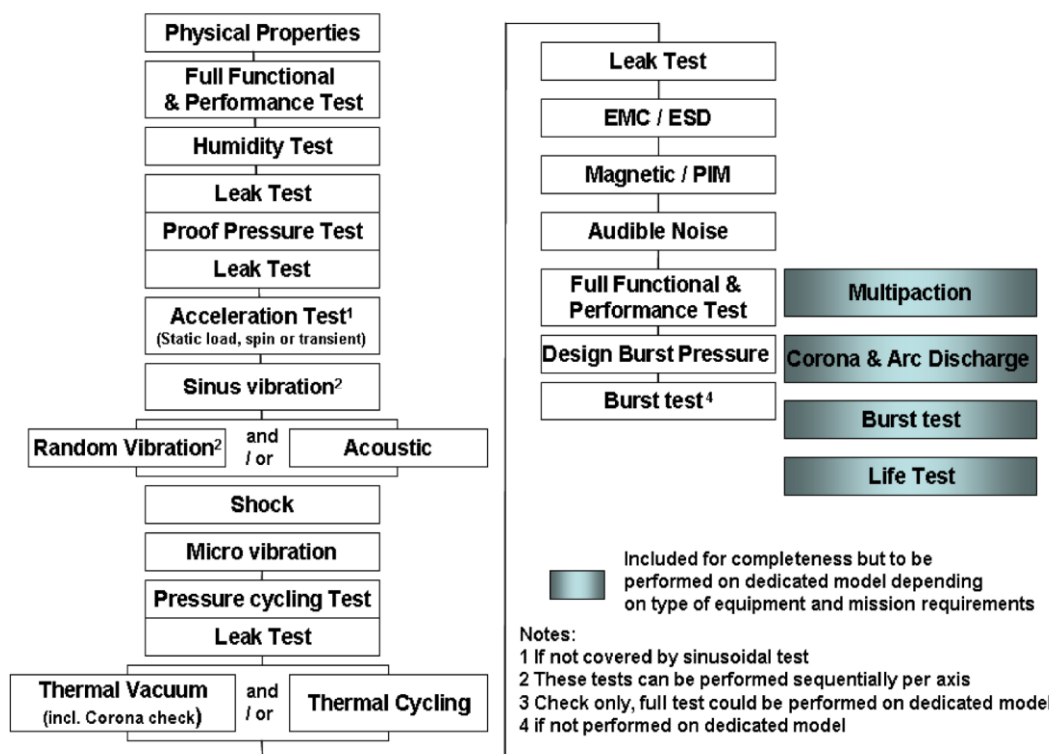 Physical Properties
Full Functional
& Performance Test
Humidity Test
Leak Test
Proof Pressure Test
Leak Test
Acceleration Test¹
(Static load, spin or transient)
Sinus vibration²
Random Vibration²
and
/ or
Acoustic
Shock
Micro vibration
Pressure cycling Test
Leak Test
Thermal Vacuum
(incl. Corona check)
and
/ or
Thermal Cycling
Leak Test
EMC / ESD
Magnetic / PIM
Audible Noise
Full Functional &
Performance Test
Design Burst Pressure
Burst test⁴
Multipaction
Corona & Arc Discharge
Burst test
Life Test
Included for completeness but to be
performed on dedicated model depending
on type of equipment and mission requirements
Notes:
1 If not covered by sinusoidal test
2 These tests can be performed sequentially per axis
3 Check only, full test could be performed on dedicated model
4 if not performed on dedicated model